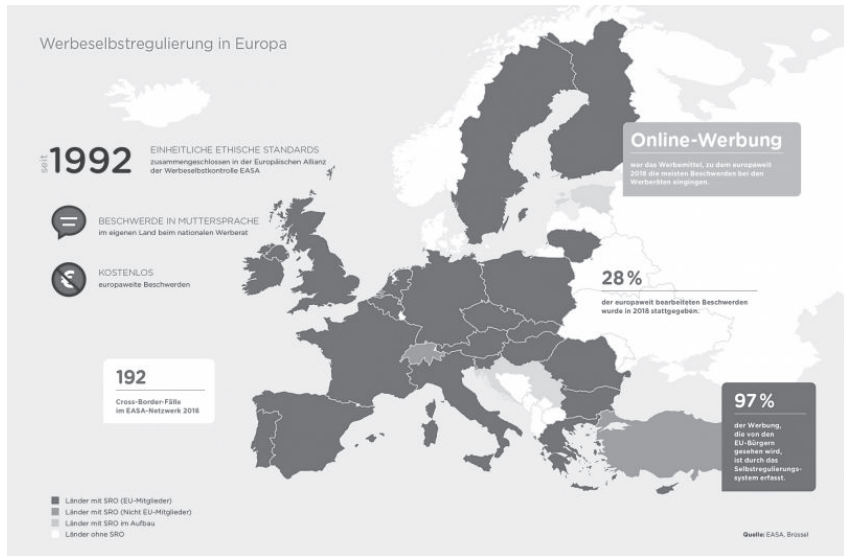 Werbeselbstregulierung in Europa
seit 1992
EINHEITLICHE ETHISCHE STANDARDS
zusammengeschlossen in der Europäischen Allianz
der Werbeselbstkontrolle EASA
BESCHWERDE IN MUTTERSPRACHE
im eigenen Land beim nationalen Werberat
KOSTENLOS
europaweite Beschwerden
Online-Werbung
war das Werbemittel, zu dem europaweit
2018 die meisten Beschwerden bei den
Werberäten eingingen.
28 %
der europaweit bearbeiteten Beschwerden
wurde in 2018 stattgegeben.
192
Cross-Border-Fälle
im EASA-Netzwerk 2018
97 %
der Werbung,
die von den
EU-Bürgern
gesehen wird,
ist durch das
Selbstregulierungs-
system erfasst.
Länder mit SRO (EU-Mitglieder)
Länder mit SRO (Nicht EU-Mitglieder)
Länder mit SRO im Aufbau
Länder ohne SRO
Quelle: EASA, Brüssel